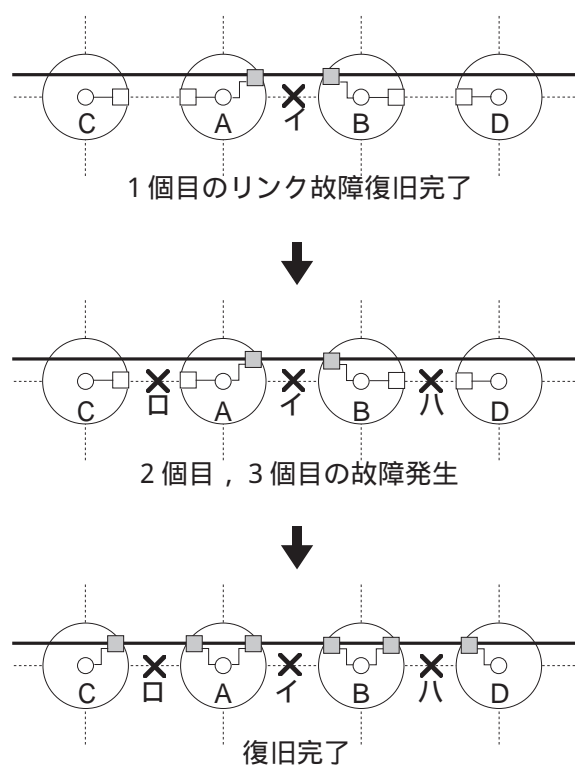 C A イ B D
1個目のリンク故障復旧完了
C ロ A イ B ハ D
2個目，3個目の故障発生
C ロ A イ B ハ D
復旧完了